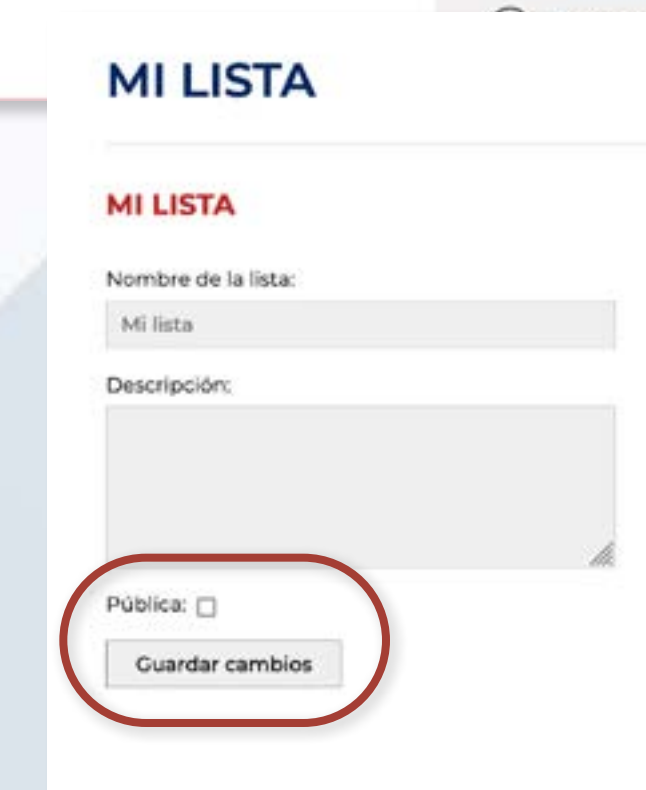 MI LISTA
MI LISTA
Nombre de la lista:
Mi lista
Descripción:
Pública:
Guardar cambios